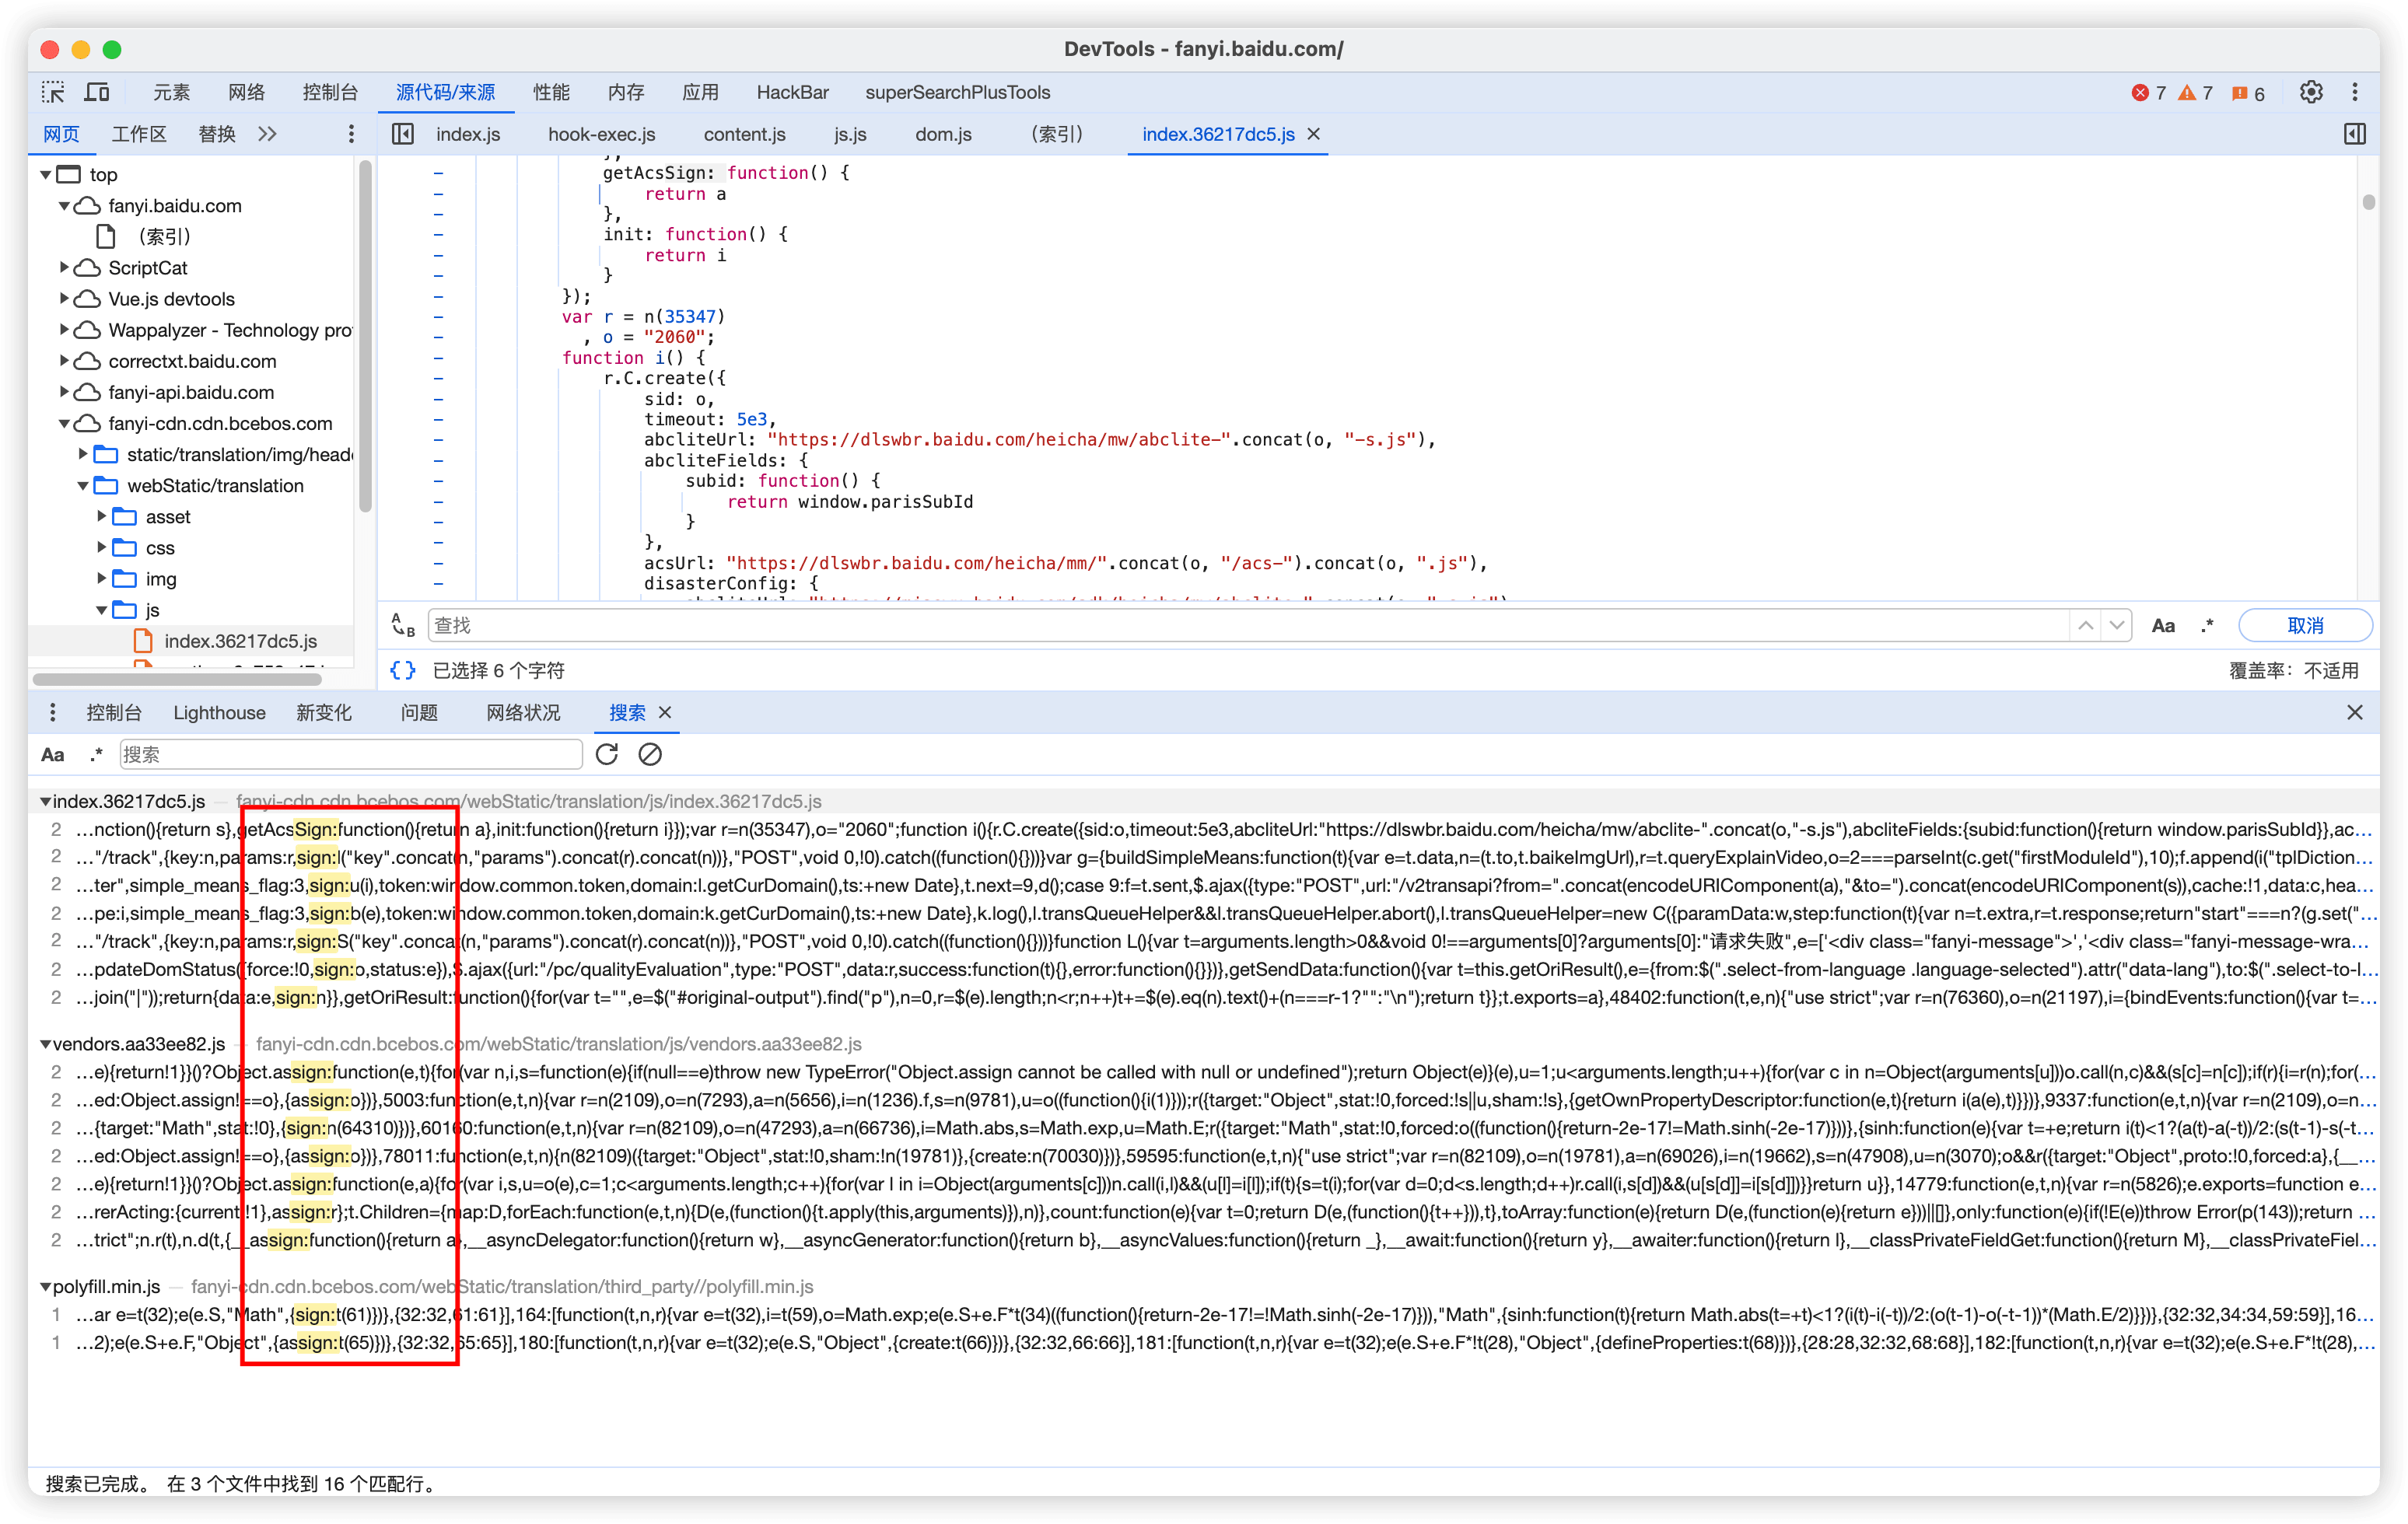 DevTools - fanyi.baidu.com/
元素 网络 控制台 源代码/来源 性能 内存 应用 HackBar superSearchPlusTools 7 7 6
网页 工作区 替换 index.js hook-exec.js content.js js.js dom.js (索引) index.36217dc5.js
top
fanyi.baidu.com
(索引)
ScriptCat
Vue.js devtools
Wappalyzer - Technology pro
correctxt.baidu.com
fanyi-api.baidu.com
fanyi-cdn.cdn.bcebos.com
static/translation/img/head
webStatic/translation
asset
css
img
js
index.36217dc5.js
getAcsSign: function() {
return a
},
init: function() {
return i
}
});
var r = n(35347)
, o = "2060";
function i() {
r.C.create({
sid: o,
timeout: 5e3,
abcliteUrl: "https://dlswbr.baidu.com/heicha/mw/abclite-".concat(o, "-s.js"),
abcliteFields: {
subid: function() {
return window.parisSubId
}
},
acsUrl: "https://dlswbr.baidu.com/heicha/mm/".concat(o, "/acs-").concat(o, ".js"),
disasterConfig: {
查找 Aa .* 取消
{} 已选择 6 个字符 覆盖率：不适用
控制台 Lighthouse 新变化 问题 网络状况 搜索
Aa .* 搜索
index.36217dc5.js — fanyi-cdn.cdn.bcebos.com/webStatic/translation/js/index.36217dc5.js
2 …nction(){return s},getAcsSign:function(){return a},init:function(){return i}});var r=n(35347),o="2060";function i(){r.C.create({sid:o,timeout:5e3,abcliteUrl:"https://dlswbr.baidu.com/heicha/mw/abclite-".concat(o,"-s.js"),abcliteFields:{subid:function(){return window.parisSubId}},ac…
2 …"/track",{key:n,params:r,sign:l("key".concat(n,"params").concat(r).concat(n))},"POST",void 0,!0).catch((function(){}))}var g={buildSimpleMeans:function(t){var e=t.data,n=(t.to,t.baikeImgUrl),r=t.queryExplainVideo,o=2===parseInt(c.get("firstModuleId"),10);f.append(i("tplDiction…
2 …ter",simple_means_flag:3,sign:u(i),token:window.common.token,domain:l.getCurDomain(),ts:+new Date},t.next=9,d();case 9:f=t.sent,$.ajax({type:"POST",url:"/v2transapi?from=".concat(encodeURIComponent(a),"&to=").concat(encodeURIComponent(s)),cache:!1,data:c,hea…
2 …pe:i,simple_means_flag:3,sign:b(e),token:window.common.token,domain:k.getCurDomain(),ts:+new Date},k.log(),l.transQueueHelper&&l.transQueueHelper.abort(),l.transQueueHelper=new C({paramData:w,step:function(t){var n=t.extra,r=t.response;return"start"===n?(g.set("…
2 …"/track",{key:n,params:r,sign:S("key".concat(n,"params").concat(r).concat(n))},"POST",void 0,!0).catch((function(){}))}function L(){var t=arguments.length>0&&void 0!==arguments[0]?arguments[0]:"请求失败",e=['<div class="fanyi-message">','<div class="fanyi-message-wra…
2 …pdateDomStatus({force:!0,sign:o,status:e}),$.ajax({url:"/pc/qualityEvaluation",type:"POST",data:r,success:function(t){},error:function(){}})},getSendData:function(){var t=this.getOriResult(),e={from:$(".select-from-language .language-selected").attr("data-lang"),to:$(".select-to-l…
2 …join("|"));return{data:e,sign:n}},getOriResult:function(){for(var t="",e=$("#original-output").find("p"),n=0,r=$(e).length;n<r;n++)t+=$(e).eq(n).text()+(n===r-1?"":"\n");return t}};t.exports=a},48402:function(t,e,n){"use strict";var r=n(76360),o=n(21197),i={bindEvents:function(){var t=…
vendors.aa33ee82.js — fanyi-cdn.cdn.bcebos.com/webStatic/translation/js/vendors.aa33ee82.js
2 …e){return!1}}()?Object.assign:function(e,t){for(var n,i,s=function(e){if(null==e)throw new TypeError("Object.assign cannot be called with null or undefined");return Object(e)}(e),u=1;u<arguments.length;u++){for(var c in n=Object(arguments[u]))o.call(n,c)&&(s[c]=n[c]);if(r){i=r(n);for(…
2 …ed:Object.assign!==o},{assign:o})},5003:function(e,t,n){var r=n(2109),o=n(7293),a=n(5656),i=n(1236).f,s=n(9781),u=o((function(){i(1)}));r({target:"Object",stat:!0,forced:!s||u,sham:!s},{getOwnPropertyDescriptor:function(e,t){return i(a(e),t)}})},9337:function(e,t,n){var r=n(2109),o=n…
2 …{target:"Math",stat:!0},{sign:n(64310)})},60160:function(e,t,n){var r=n(82109),o=n(47293),a=n(66736),i=Math.abs,s=Math.exp,u=Math.E;r({target:"Math",stat:!0,forced:o((function(){return-2e-17!=Math.sinh(-2e-17)}))},{sinh:function(e){var t=+e;return i(t)<1?(a(t)-a(-t))/2:(s(t-1)-s(-t…
2 …ed:Object.assign!==o},{assign:o})},78011:function(e,t,n){n(82109)({target:"Object",stat:!0,sham:!n(19781)},{create:n(70030)})},59595:function(e,t,n){"use strict";var r=n(82109),o=n(19781),a=n(69026),i=n(19662),s=n(47908),u=n(3070);o&&r({target:"Object",proto:!0,forced:a},{__…
2 …e){return!1}}()?Object.assign:function(e,a){for(var i,s,u=o(e),c=1;c<arguments.length;c++){for(var l in i=Object(arguments[c]))n.call(i,l)&&(u[l]=i[l]);if(t){s=t(i);for(var d=0;d<s.length;d++)r.call(i,s[d])&&(u[s[d]]=i[s[d]])}}return u}},14779:function(e,t,n){var r=n(5826);e.exports=function e…
2 …rerActing:{current:!1},assign:r};t.Children={map:D,forEach:function(e,t,n){D(e,(function(){t.apply(this,arguments)}),n)},count:function(e){var t=0;return D(e,(function(){t++})),t},toArray:function(e){return D(e,(function(e){return e}))||[]},only:function(e){if(!E(e))throw Error(p(143));return …
2 …trict";n.r(t),n.d(t,{__assign:function(){return a},__asyncDelegator:function(){return w},__asyncGenerator:function(){return b},__asyncValues:function(){return _},__await:function(){return y},__awaiter:function(){return l},__classPrivateFieldGet:function(){return M},__classPrivateFiel…
polyfill.min.js — fanyi-cdn.cdn.bcebos.com/webStatic/translation/third_party//polyfill.min.js
1 …ar e=t(32);e(e.S,"Math",{sign:t(61)})},{32:32,61:61}],164:[function(t,n,r){var e=t(32),i=t(59),o=Math.exp;e(e.S+e.F*t(34)((function(){return-2e-17!=!Math.sinh(-2e-17)})),"Math",{sinh:function(t){return Math.abs(t=+t)<1?(i(t)-i(-t))/2:(o(t-1)-o(-t-1))*(Math.E/2)}})},{32:32,34:34,59:59}],16…
1 …2);e(e.S+e.F,"Object",{assign:t(65)})},{32:32,65:65}],180:[function(t,n,r){var e=t(32);e(e.S,"Object",{create:t(66)})},{32:32,66:66}],181:[function(t,n,r){var e=t(32);e(e.S+e.F*!t(28),"Object",{defineProperties:t(68)})},{28:28,32:32,68:68}],182:[function(t,n,r){var e=t(32);e(e.S+e.F*!t(28),…
搜索已完成。 在 3 个文件中找到 16 个匹配行。